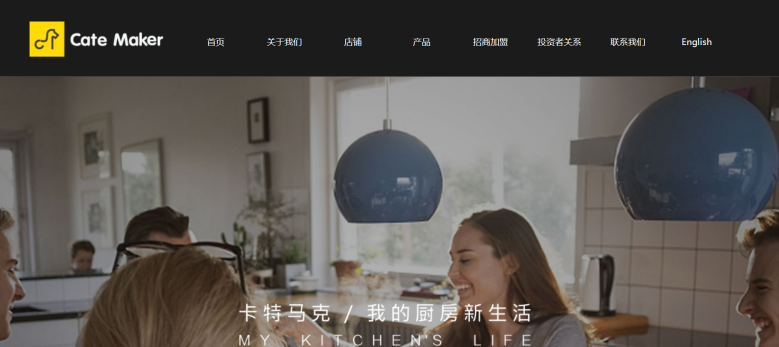 Cate Maker 首页 关于我们 店铺 产品 招商加盟 投资者关系 联系我们 English
卡特马克 / 我的厨房新生活
MY KITCHEN'S LIFE